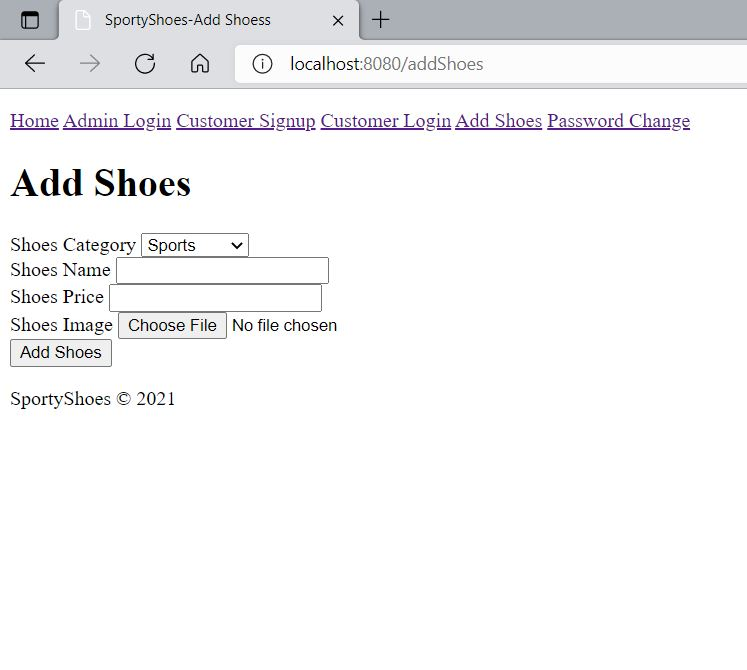 SportyShoes-Add Shoess
localhost:8080/addShoes
Home Admin Login Customer Signup Customer Login Add Shoes Password Change
Add Shoes
Shoes Category Sports
Shoes Name
Shoes Price
Shoes Image Choose File No file chosen
Add Shoes
SportyShoes © 2021